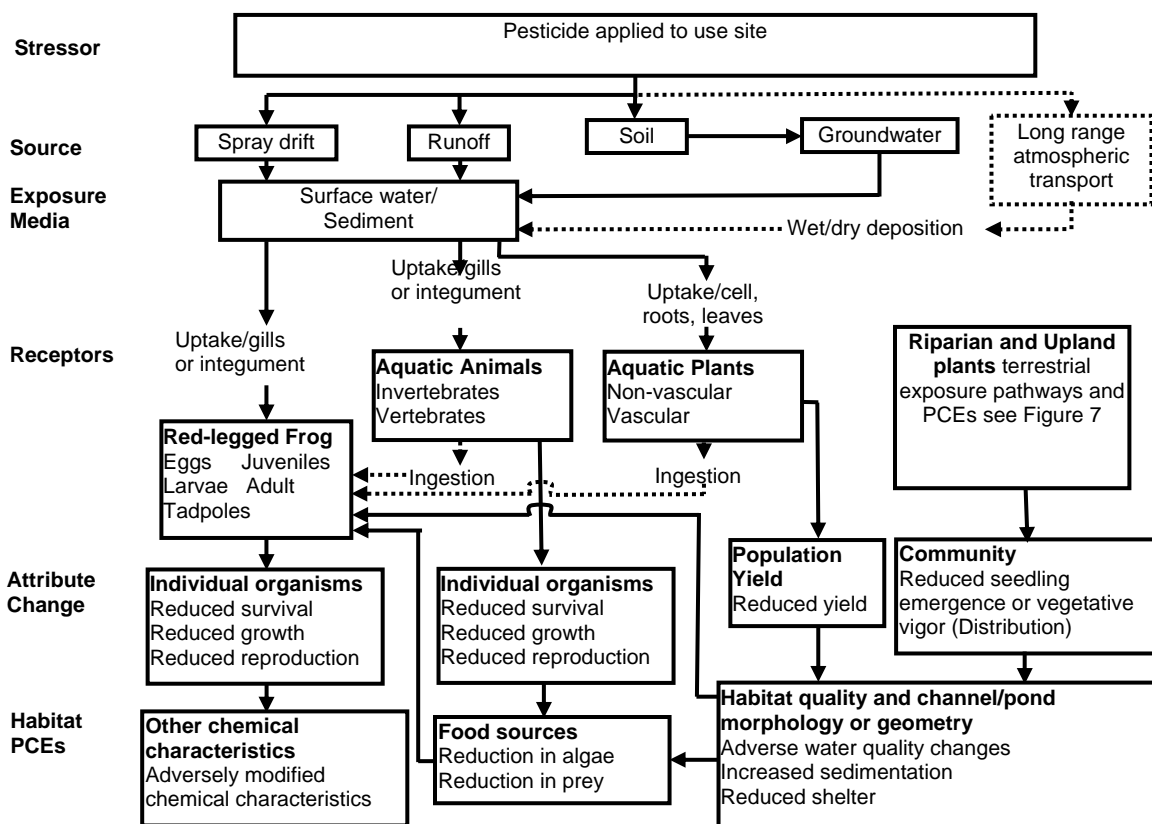 Stressor
Pesticide applied to use site
Source
Spray drift
Runoff
Soil
Groundwater
Long range
atmospheric
transport
Exposure
Media
Surface water/
Sediment
Wet/dry deposition
Uptake/gills
or integument
Uptake/gills
or integument
Uptake/cell,
roots, leaves
Receptors
Red-legged Frog
Eggs Juveniles
Larvae Adult
Tadpoles
Aquatic Animals
Invertebrates
Vertebrates
Aquatic Plants
Non-vascular
Vascular
Riparian and Upland
plants terrestrial
exposure pathways and
PCEs see Figure 7
Ingestion
Ingestion
Attribute
Change
Individual organisms
Reduced survival
Reduced growth
Reduced reproduction
Individual organisms
Reduced survival
Reduced growth
Reduced reproduction
Population
Yield
Reduced yield
Community
Reduced seedling
emergence or vegetative
vigor (Distribution)
Habitat
PCEs
Other chemical
characteristics
Adversely modified
chemical characteristics
Food sources
Reduction in algae
Reduction in prey
Habitat quality and channel/pond
morphology or geometry
Adverse water quality changes
Increased sedimentation
Reduced shelter